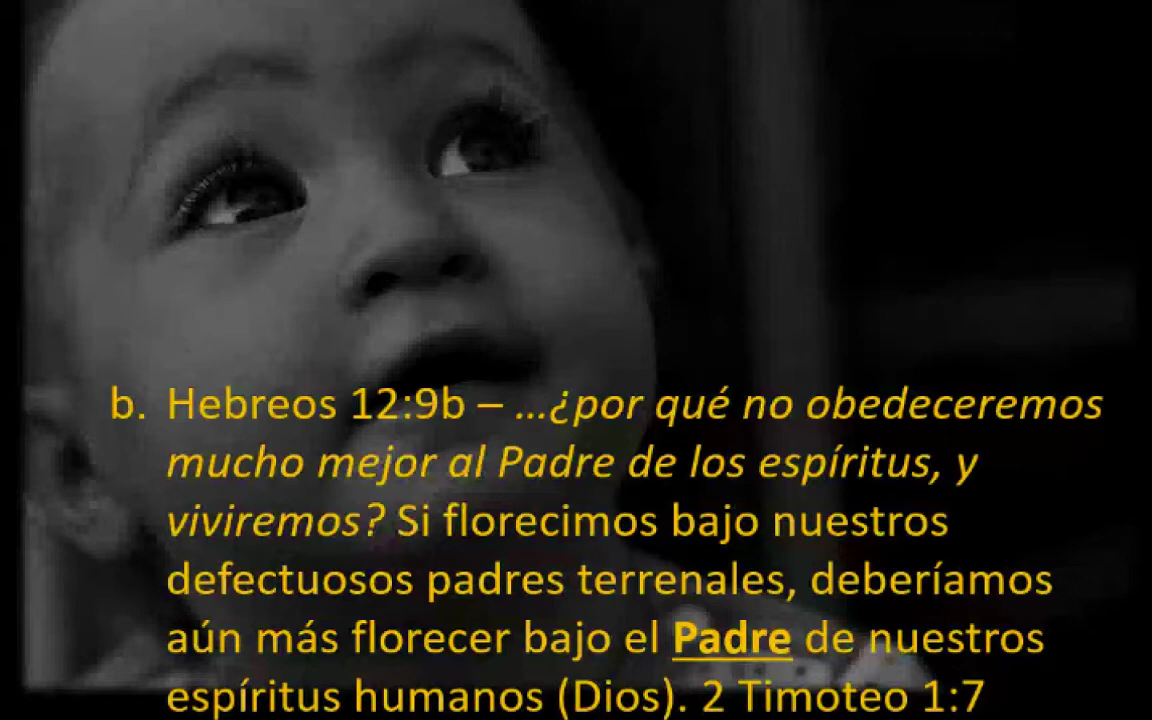 b. Hebreos 12:9b – …¿por qué no obedeceremos
mucho mejor al Padre de los espíritus, y
viviremos? Si florecimos bajo nuestros
defectuosos padres terrenales, deberíamos
aún más florecer bajo el Padre de nuestros
espíritus humanos (Dios). 2 Timoteo 1:7